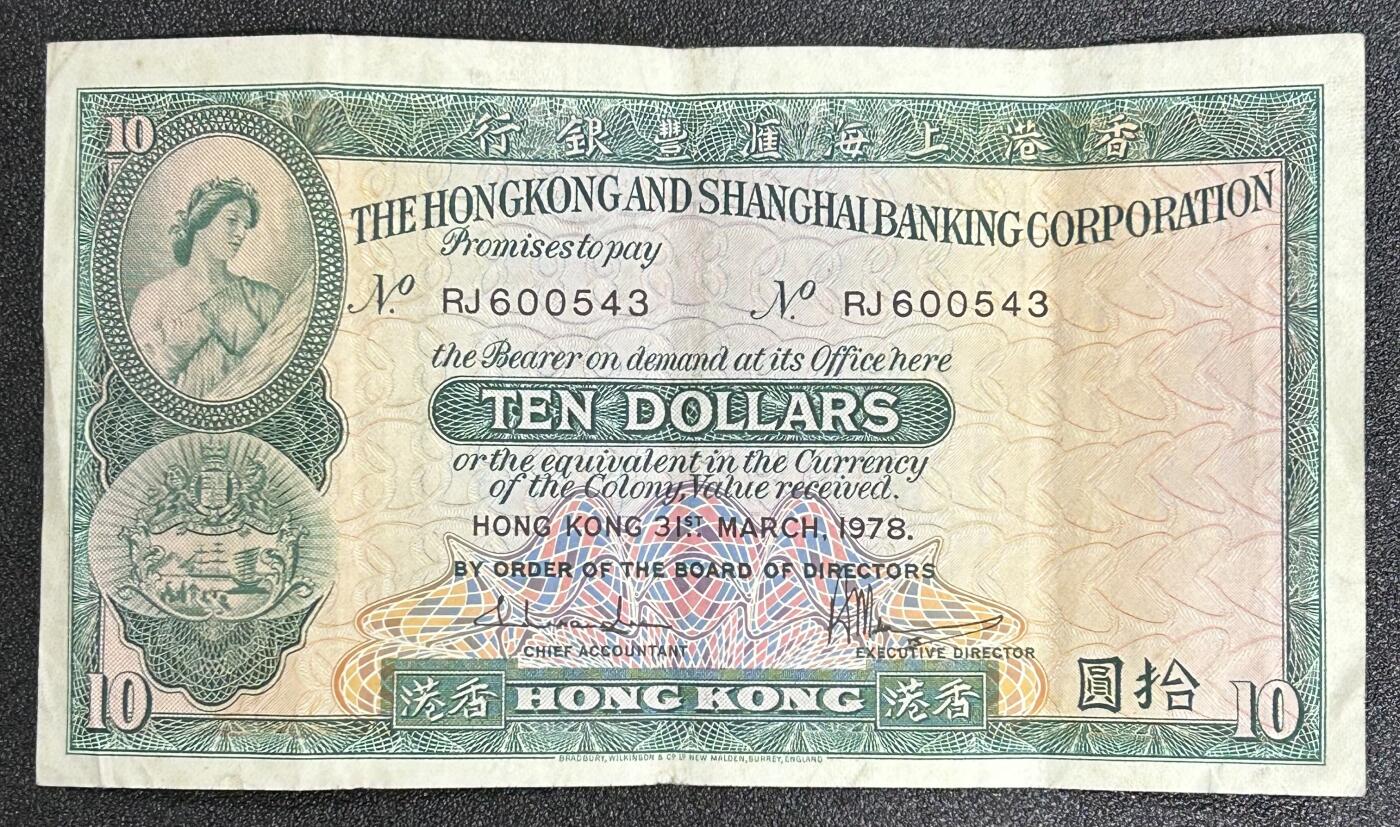 10
香港上海滙豐銀行
THE HONGKONG AND SHANGHAI BANKING CORPORATION
Promises to pay
No. RJ600543 No. RJ600543
the Bearer on demand at its Office here
TEN DOLLARS
or the equivalent in the Currency
of the Colony, Value received.
HONG KONG 31ST MARCH, 1978.
BY ORDER OF THE BOARD OF DIRECTORS
CHIEF ACCOUNTANT EXECUTIVE DIRECTOR
拾圓
10 香港 HONG KONG 香港 10
BRADBURY, WILKINSON & CO. LD. NEW MALDEN, SURREY, ENGLAND